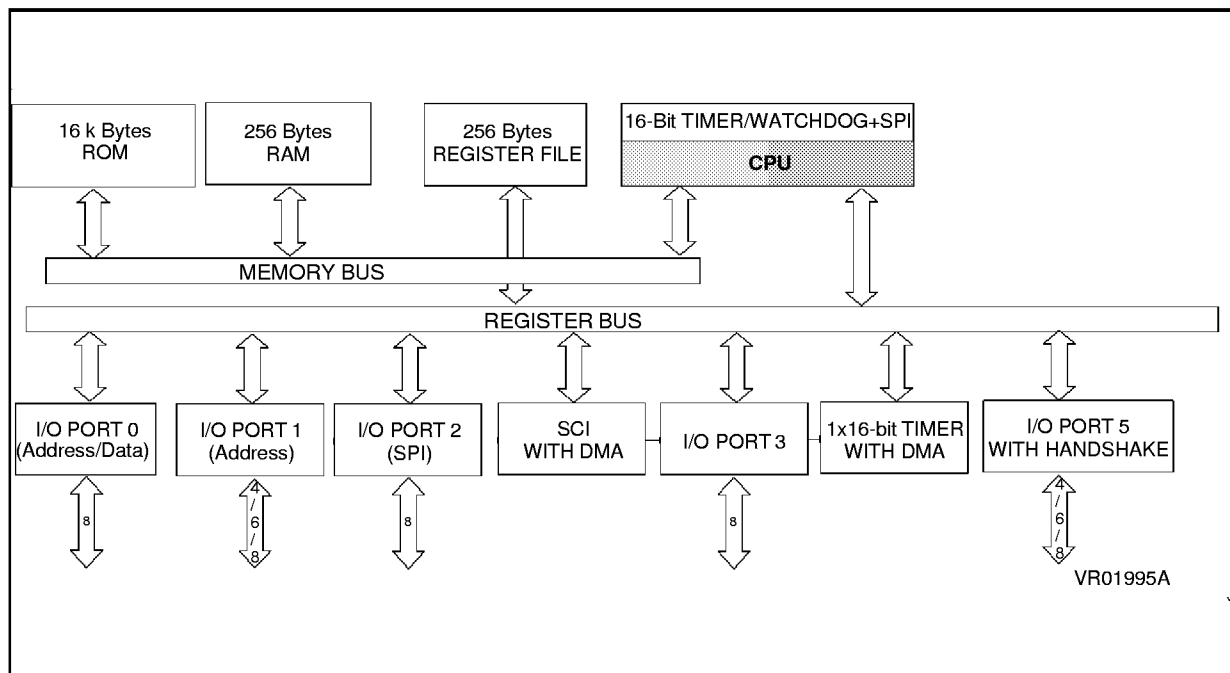 16 k Bytes
ROM
256 Bytes
RAM
256 Bytes
REGISTER FILE
16-Bit TIMER/WATCHDOG+SPI
CPU
MEMORY BUS
REGISTER BUS
I/O PORT 0
(Address/Data)
I/O PORT 1
(Address)
I/O PORT 2
(SPI)
SCI
WITH DMA
I/O PORT 3
1x16-bit TIMER
WITH DMA
I/O PORT 5
WITH HANDSHAKE
8
4
/
6
/
8
8
8
4
/
6
/
8
VR01995A